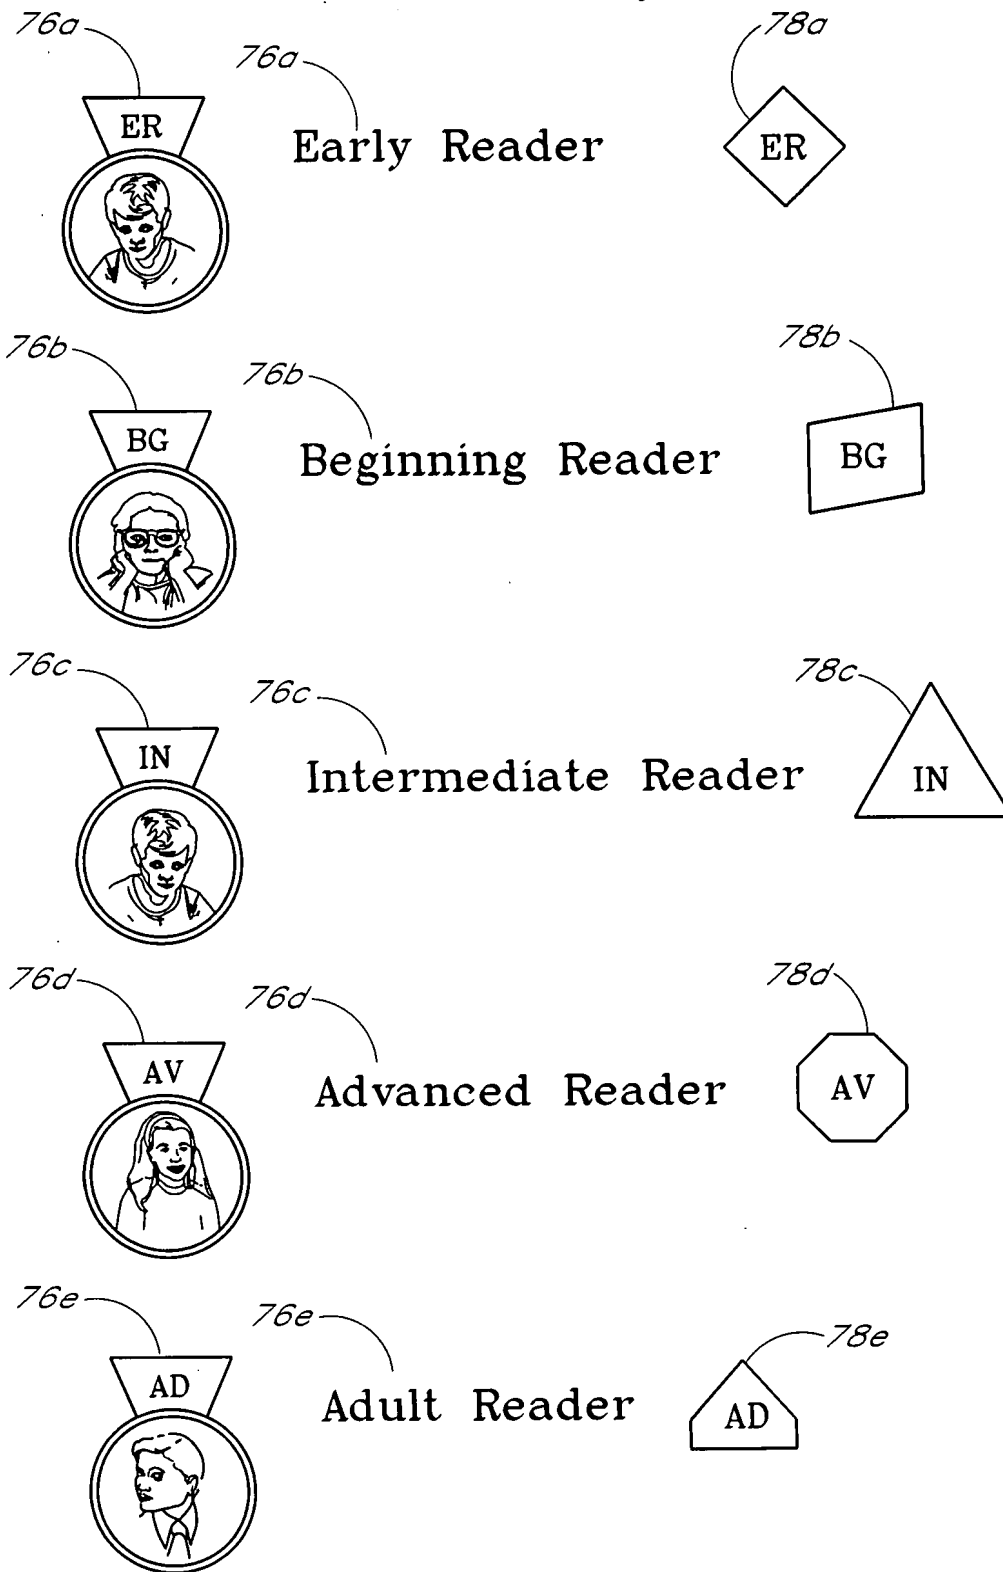 76a
76a
78a
ER
Early Reader
ER
76b
76b
78b
BG
Beginning Reader
BG
76c
76c
78c
IN
Intermediate Reader
IN
76d
76d
78d
AV
Advanced Reader
AV
76e
76e
78e
AD
Adult Reader
AD